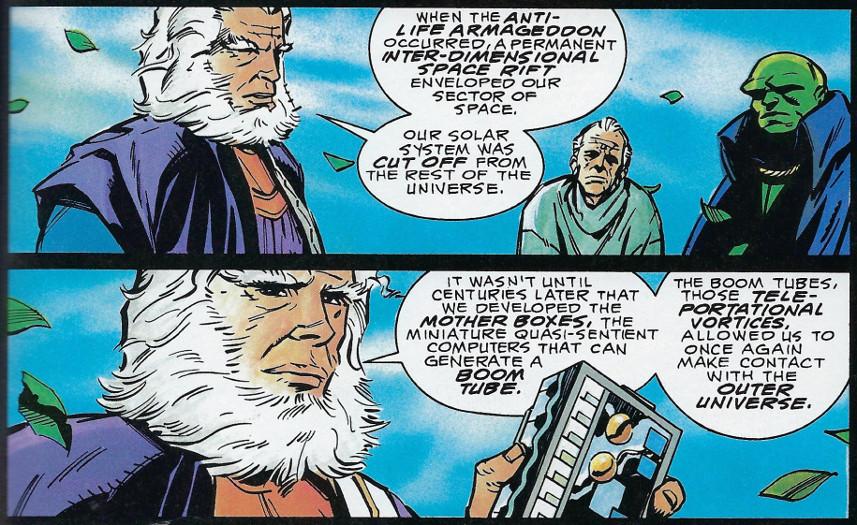 WHEN THE ANTI-
LIFE ARMAGEDDON
OCCURRED, A PERMANENT
INTER-DIMENSIONAL
SPACE RIFT
ENVELOPED OUR
SECTOR OF
SPACE.
OUR SOLAR
SYSTEM WAS
CUT OFF FROM
THE REST OF THE
UNIVERSE.
IT WASN'T UNTIL
CENTURIES LATER THAT
WE DEVELOPED THE
MOTHER BOXES, THE
MINIATURE QUASI-SENTIENT
COMPUTERS THAT CAN
GENERATE A
BOOM
TUBE.
THE BOOM TUBES,
THOSE TELE-
PORTATIONAL
VORTICES,
ALLOWED US TO
ONCE AGAIN
MAKE CONTACT
WITH THE
OUTER
UNIVERSE.